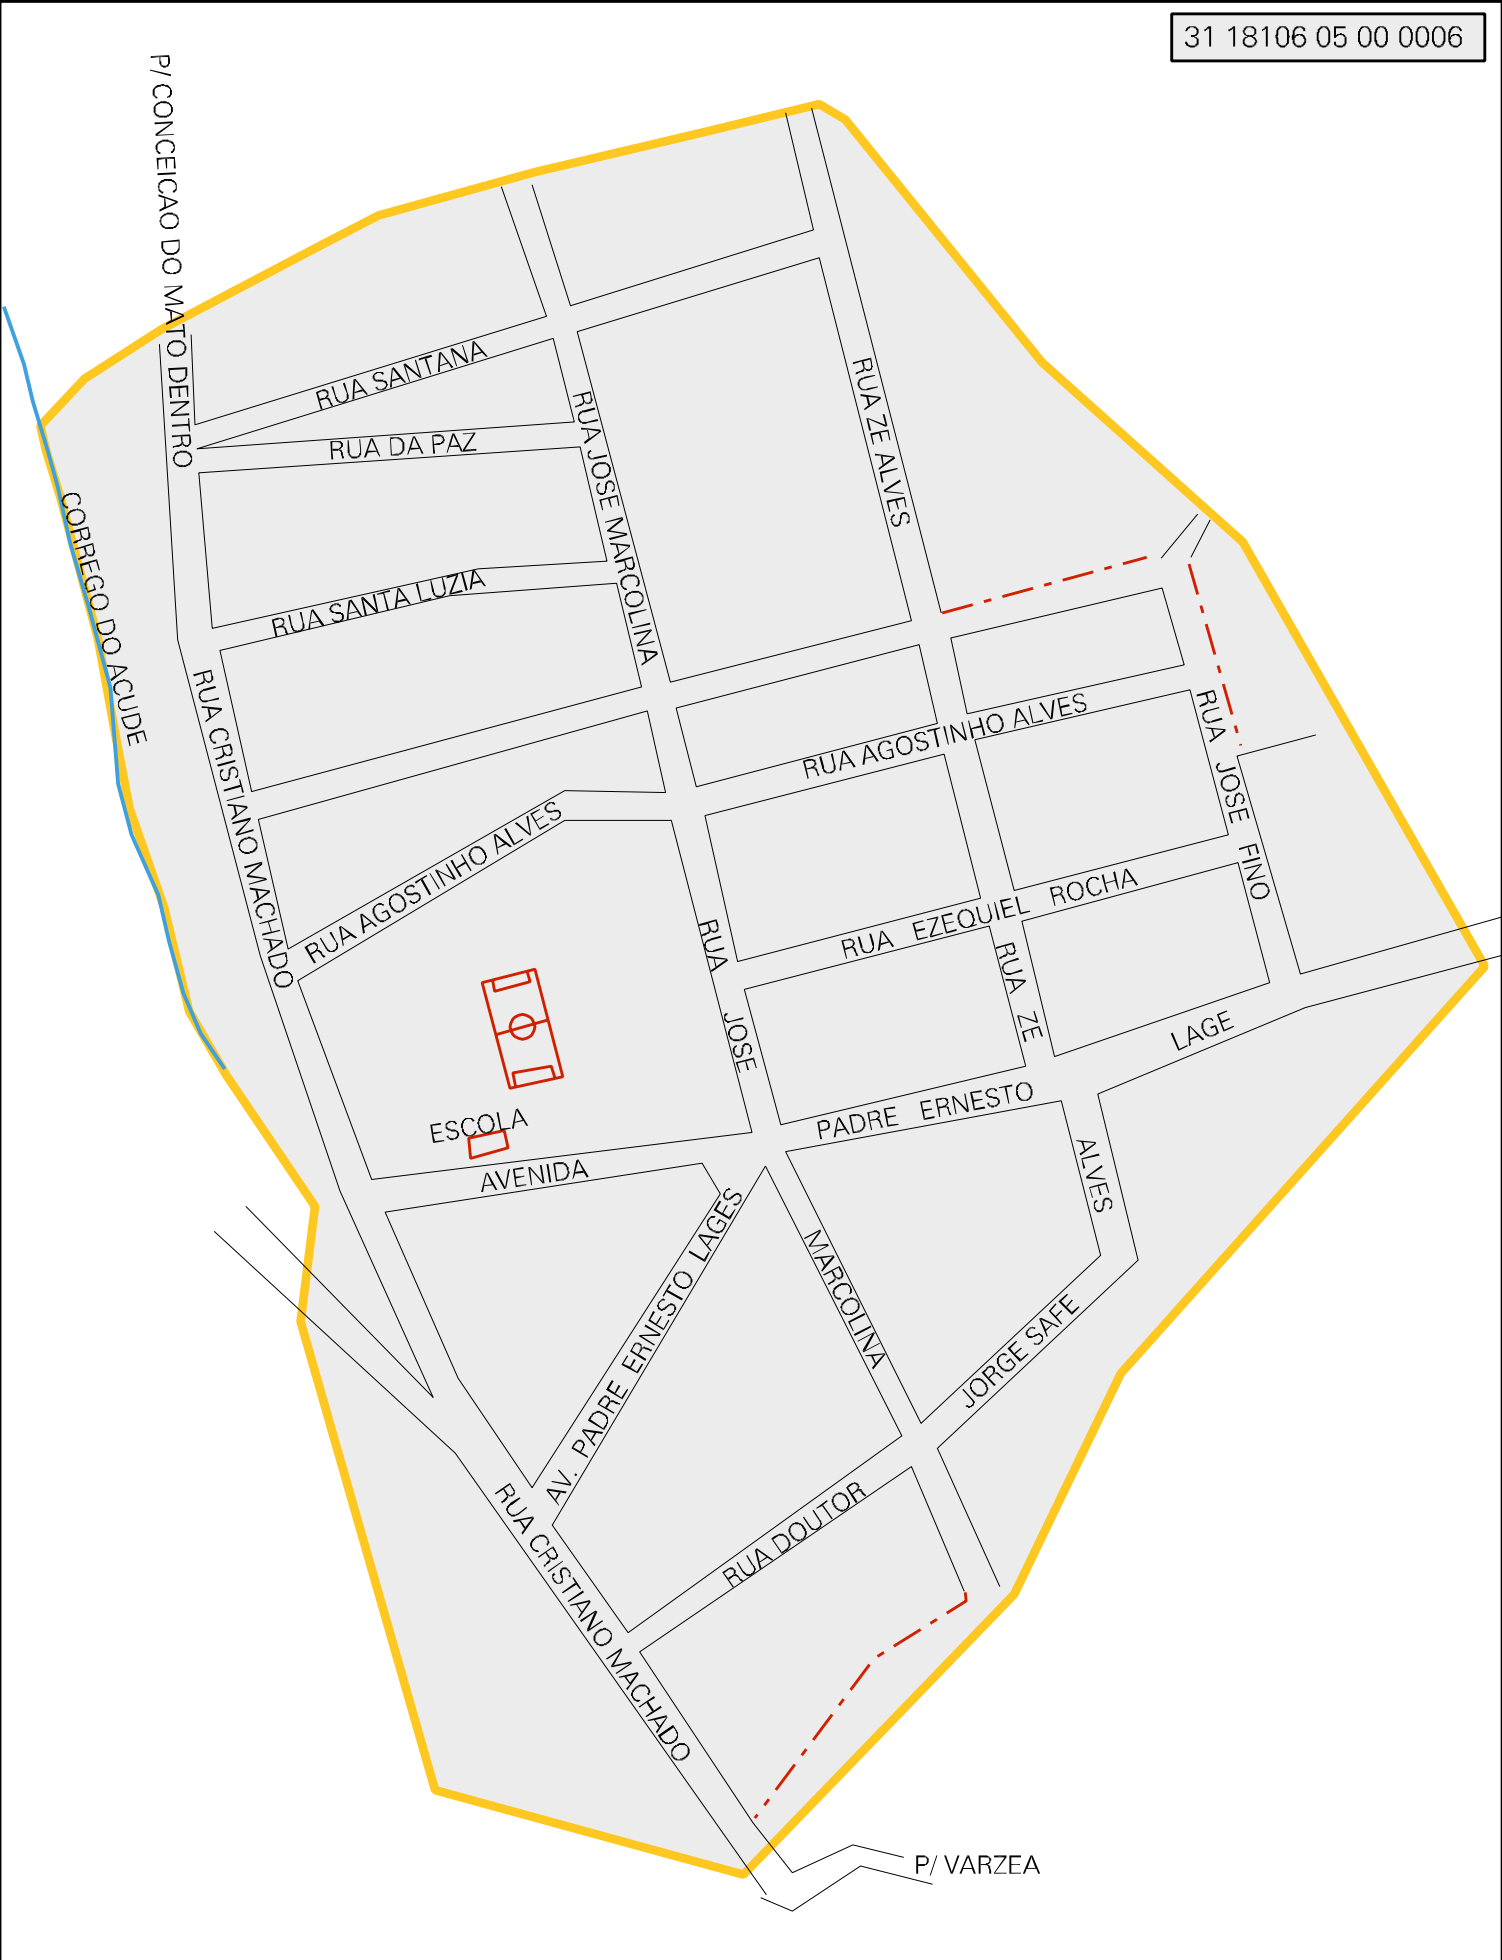 31 18106 05 00 0006
P/ CONCEICAO DO MATO DENTRO
RUA SANTANA
RUA DA PAZ
RUA JOSE MARCOLINA
RUA ZE ALVES
CORREGO DO ACUDE
RUA SANTA LUZIA
RUA CRISTIANO MACHADO
RUA AGOSTINHO ALVES
RUA JOSE FINO
RUA AGOSTINHO ALVES
RUA EZEQUIEL ROCHA
RUA JOSE MARCOLINA
RUA ZE ALVES
ESCOLA
AVENIDA PADRE ERNESTO LAGE
AV. PADRE ERNESTO LAGES
RUA DOUTOR JORGE SAFE
RUA CRISTIANO MACHADO
P/ VARZEA